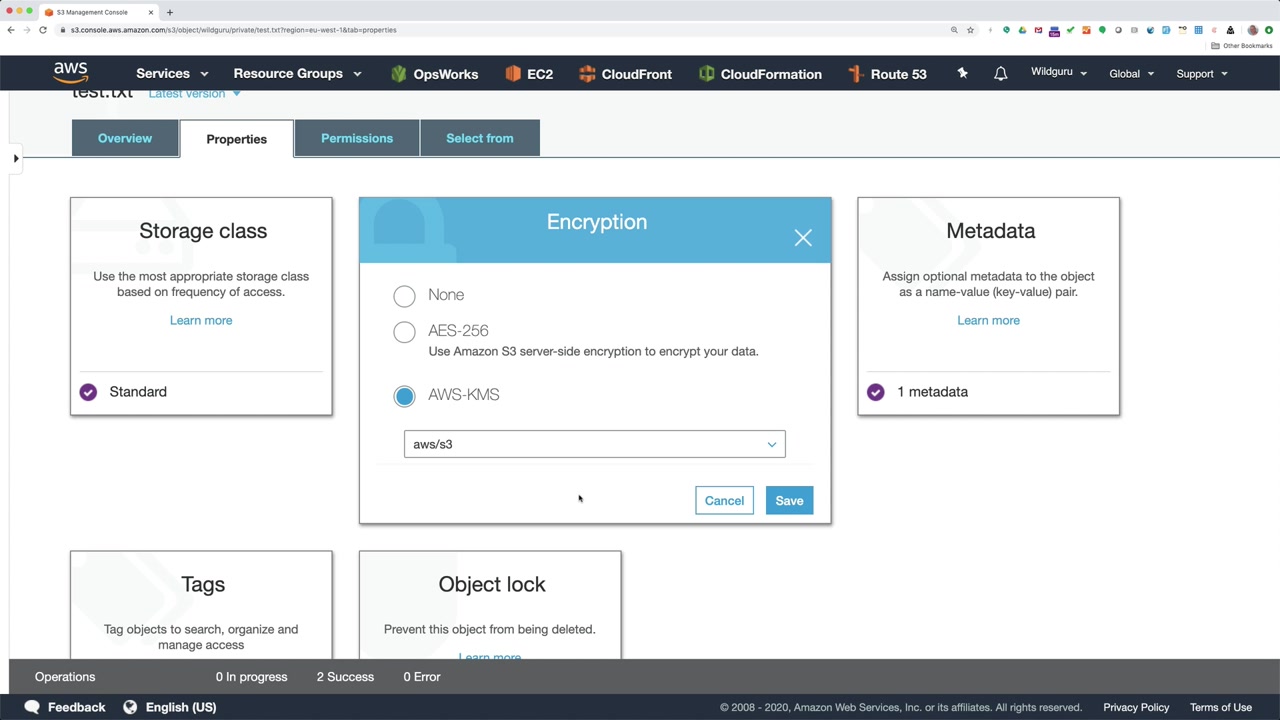 S3 Management Console
s3.console.aws.amazon.com/s3/object/wildguru/private/test.txt?region=eu-west-1&tab=properties
Other Bookmarks
aws
Services
Resource Groups
OpsWorks
EC2
CloudFront
CloudFormation
Route 53
Wildguru
Global
Support
test.txt
Latest version
Overview
Properties
Permissions
Select from
Storage class
Use the most appropriate storage class
based on frequency of access.
Learn more
Standard
Encryption
None
AES-256
Use Amazon S3 server-side encryption to encrypt your data.
AWS-KMS
aws/s3
Cancel
Save
Metadata
Assign optional metadata to the object
as a name-value (key-value) pair.
Learn more
1 metadata
Tags
Tag objects to search, organize and
manage access
Object lock
Prevent this object from being deleted.
Learn more
Operations
0 In progress
2 Success
0 Error
Feedback
English (US)
© 2008 - 2020, Amazon Web Services, Inc. or its affiliates. All rights reserved.
Privacy Policy
Terms of Use